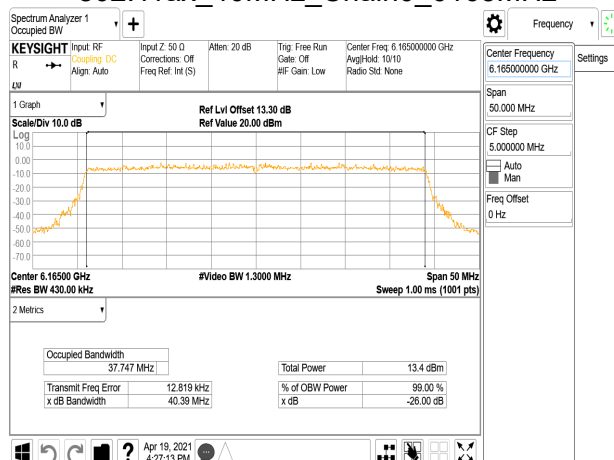 Spectrum Analyzer 1
Occupied BW
Frequency
KEYSIGHT
Input: RF
Coupling: DC
Align: Auto
Input Z: 50 Ω
Corrections: Off
Freq Ref: Int (S)
Atten: 20 dB
Trig: Free Run
Gate: Off
#IF Gain: Low
Center Freq: 6.165000000 GHz
Avg|Hold: 10/10
Radio Std: None
R
LXI
Center Frequency
6.165000000 GHz
Settings
Span
50.000 MHz
CF Step
5.000000 MHz
Auto
Man
Freq Offset
0 Hz
1 Graph
Scale/Div 10.0 dB
Ref Lvl Offset 13.30 dB
Ref Value 20.00 dBm
Log
10.0
0.00
-10.0
-20.0
-30.0
-40.0
-50.0
-60.0
-70.0
Center 6.16500 GHz
#Video BW 1.3000 MHz
Span 50 MHz
#Res BW 430.00 kHz
Sweep 1.00 ms (1001 pts)
2 Metrics
Occupied Bandwidth
37.747 MHz
Total Power 13.4 dBm
Transmit Freq Error 12.819 kHz
% of OBW Power 99.00 %
x dB Bandwidth 40.39 MHz
x dB -26.00 dB
?
Apr 19, 2021
4:27:13 PM